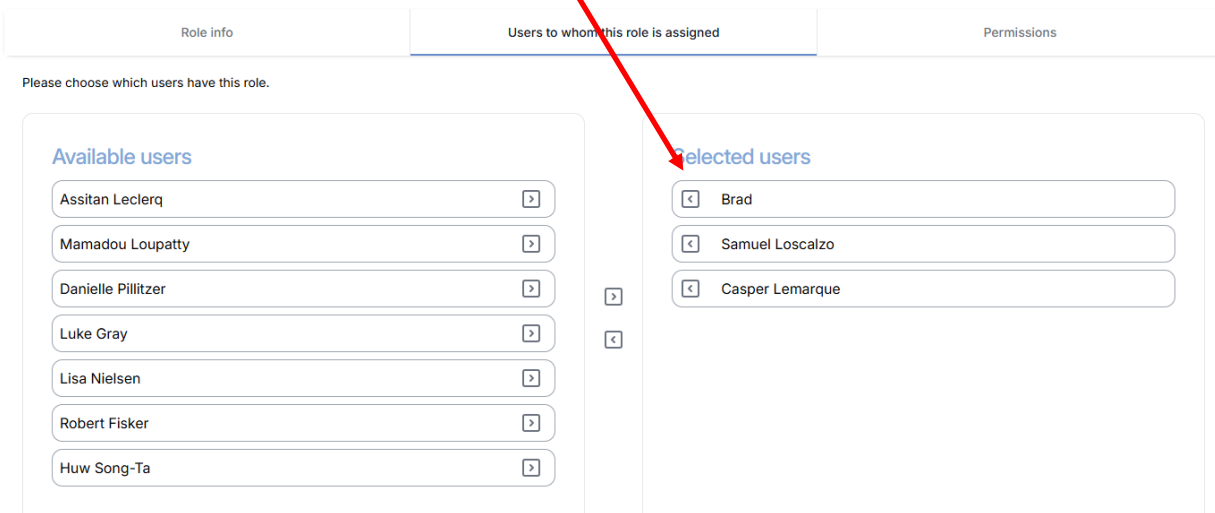 Role info
Users to whom this role is assigned
Permissions
Please choose which users have this role.
Available users
Assitan Leclerq
Mamadou Loupatty
Danielle Pillitzer
Luke Gray
Lisa Nielsen
Robert Fisker
Huw Song-Ta
Selected users
Brad
Samuel Loscalzo
Casper Lemarque